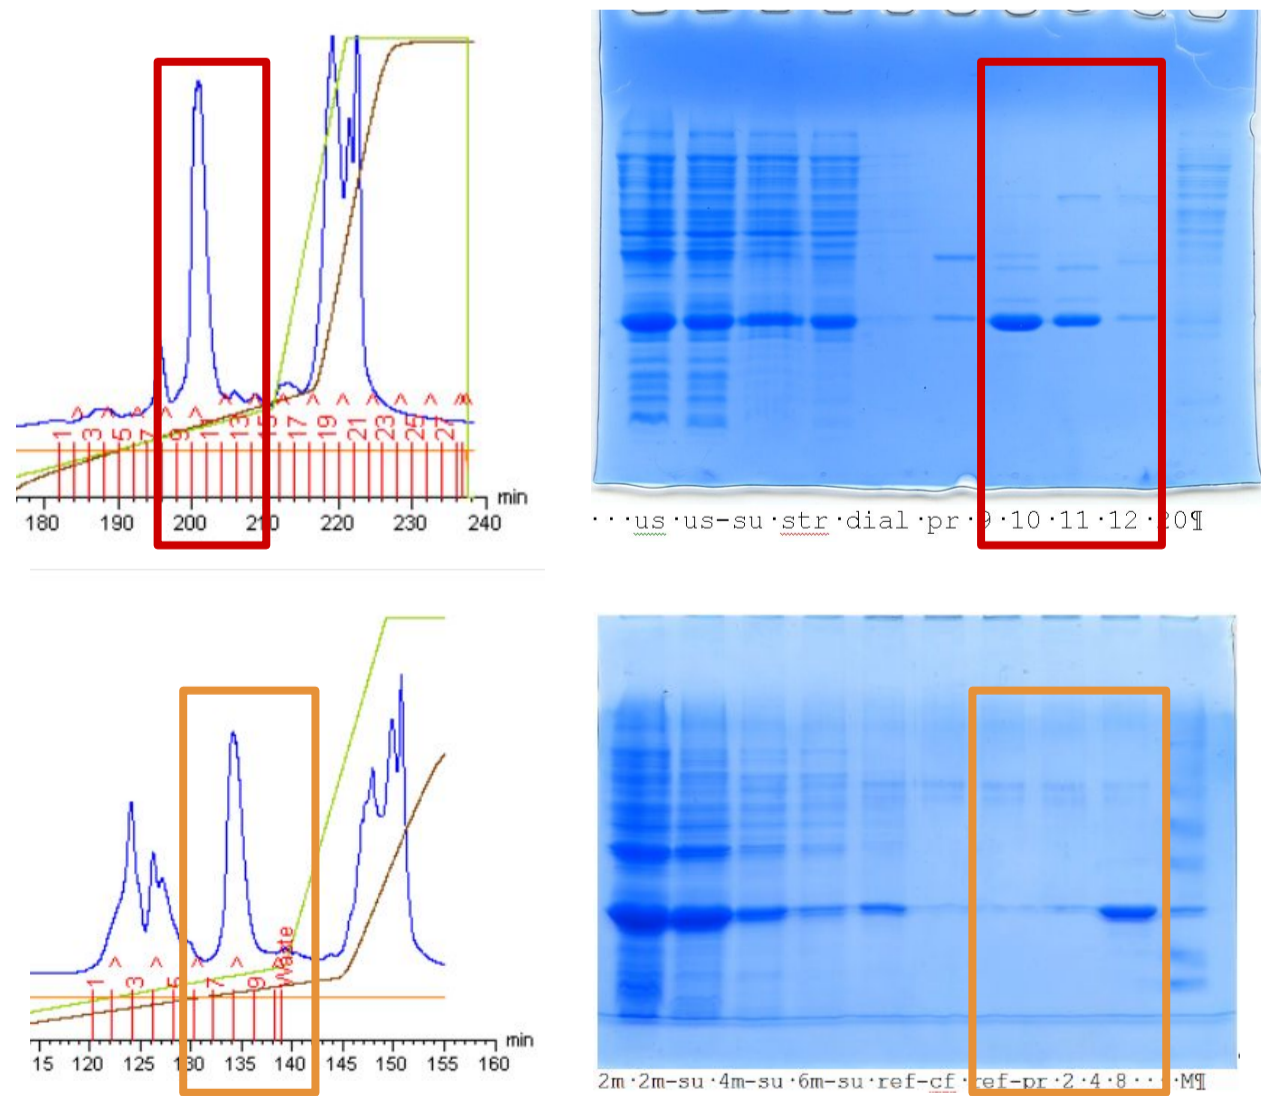 1 3 5 7 9 11 13 15 17 19 21 23 25 27
min
180 190 200 210 220 230 240
···us·us-su·str·dial·pr·9·10·11·12·20¶
1 3 5 7 9 Waste
min
15 120 125 130 135 140 145 150 155 160
2m·2m-su·4m-su·6m-su·ref-cf·ref-pr·2·4·8····M¶